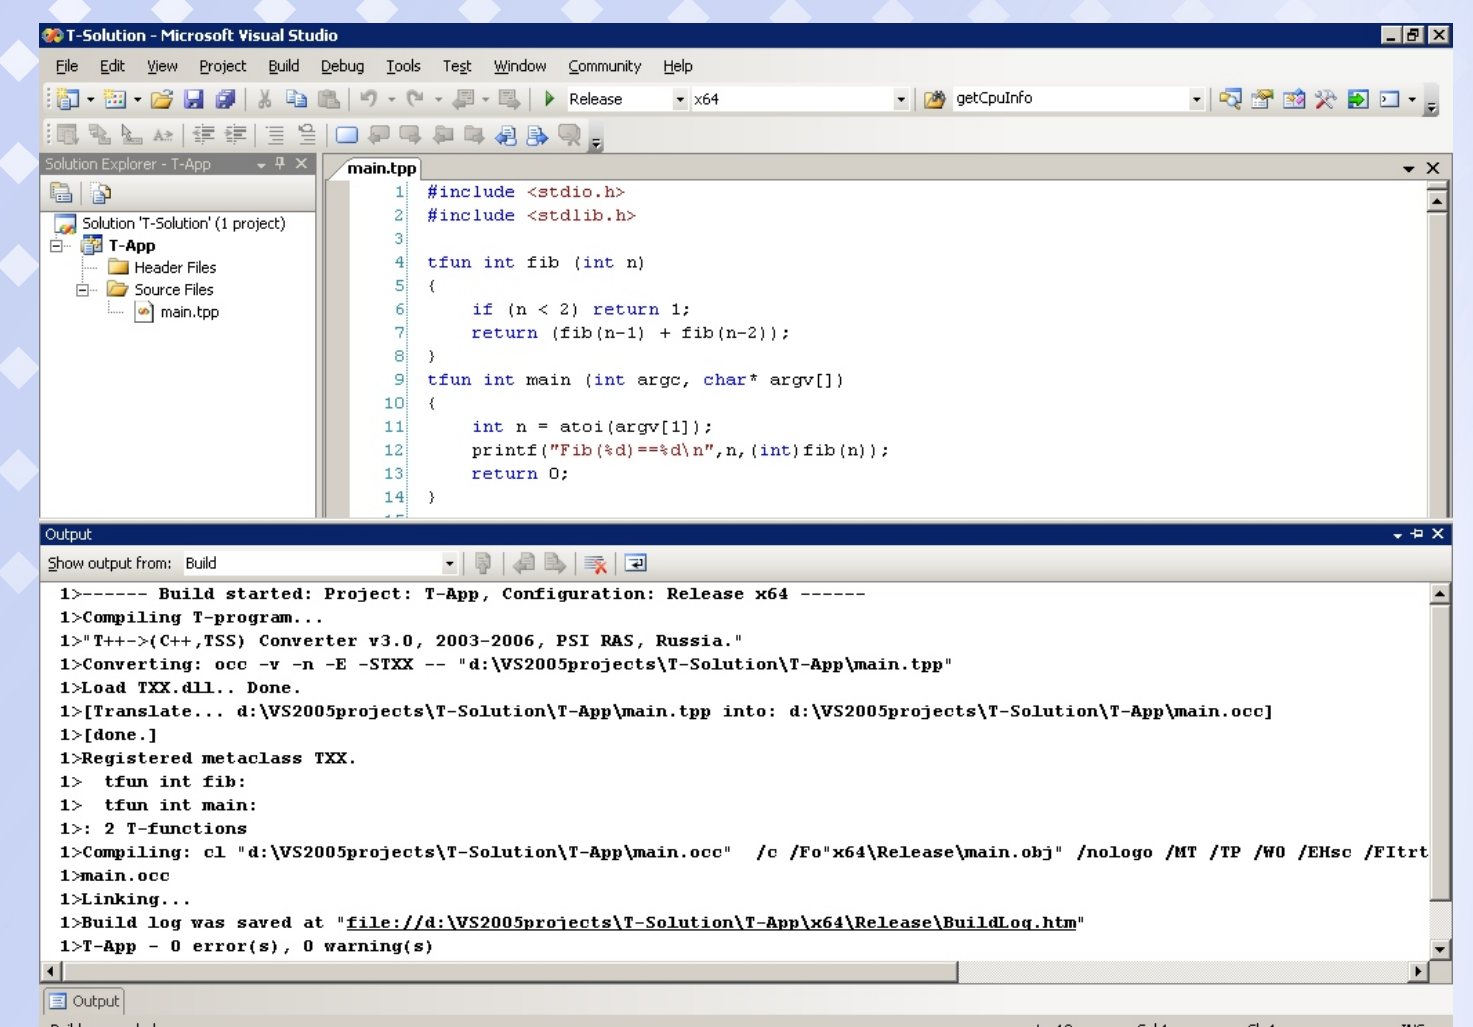 T-Solution - Microsoft Visual Studio
File Edit View Project Build Debug Tools Test Window Community Help
Release x64 getCpuInfo
Solution Explorer - T-App
main.tpp
Solution 'T-Solution' (1 project)
T-App
Header Files
Source Files
main.tpp
1 #include <stdio.h>
2 #include <stdlib.h>
3
4 tfun int fib (int n)
5 {
6 if (n < 2) return 1;
7 return (fib(n-1) + fib(n-2));
8 }
9 tfun int main (int argc, char* argv[])
10 {
11 int n = atoi(argv[1]);
12 printf("Fib(%d)==%d\n",n,(int)fib(n));
13 return 0;
14 }
Output
Show output from: Build
1>------ Build started: Project: T-App, Configuration: Release x64 ------
1>Compiling T-program...
1>"T++->(C++,TSS) Converter v3.0, 2003-2006, PSI RAS, Russia."
1>Converting: occ -v -n -E -STXX -- "d:\VS2005projects\T-Solution\T-App\main.tpp"
1>Load TXX.dll.. Done.
1>[Translate... d:\VS2005projects\T-Solution\T-App\main.tpp into: d:\VS2005projects\T-Solution\T-App\main.occ]
1>[done.]
1>Registered metaclass TXX.
1> tfun int fib:
1> tfun int main:
1>: 2 T-functions
1>Compiling: cl "d:\VS2005projects\T-Solution\T-App\main.occ" /c /Fo"x64\Release\main.obj" /nologo /MT /TP /W0 /EHsc /FItrt
1>main.occ
1>Linking...
1>Build log was saved at "file://d:\VS2005projects\T-Solution\T-App\x64\Release\BuildLog.htm"
1>T-App - 0 error(s), 0 warning(s)
Output